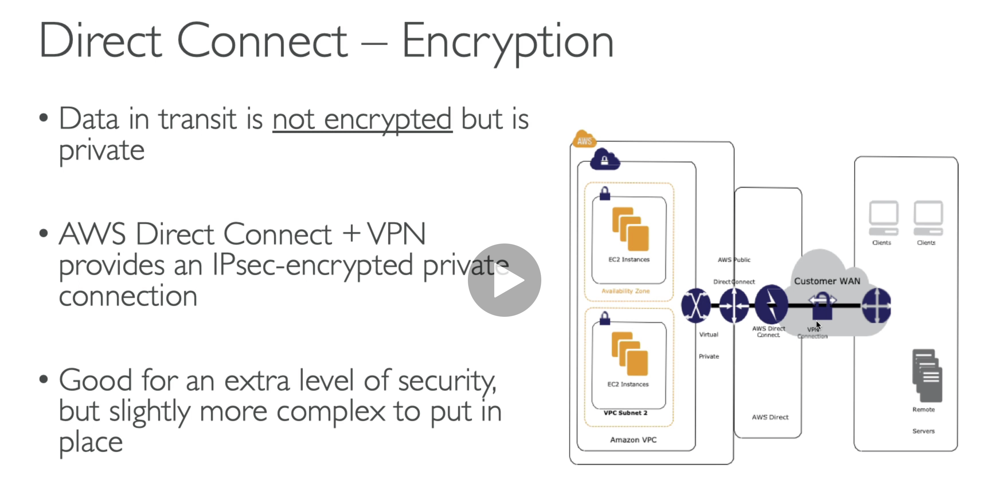 Direct Connect – Encryption
• Data in transit is not encrypted but is
private
• AWS Direct Connect + VPN
provides an IPsec-encrypted private
connection
• Good for an extra level of security,
but slightly more complex to put in
place
AWS
EC2 Instances
Availability Zone
EC2 Instances
VPC Subnet 2
Amazon VPC
AWS Public
Direct Connect
Virtual
Private
AWS Direct
Connect
AWS Direct
Customer WAN
VPN
Connection
Clients
Clients
Remote
Servers